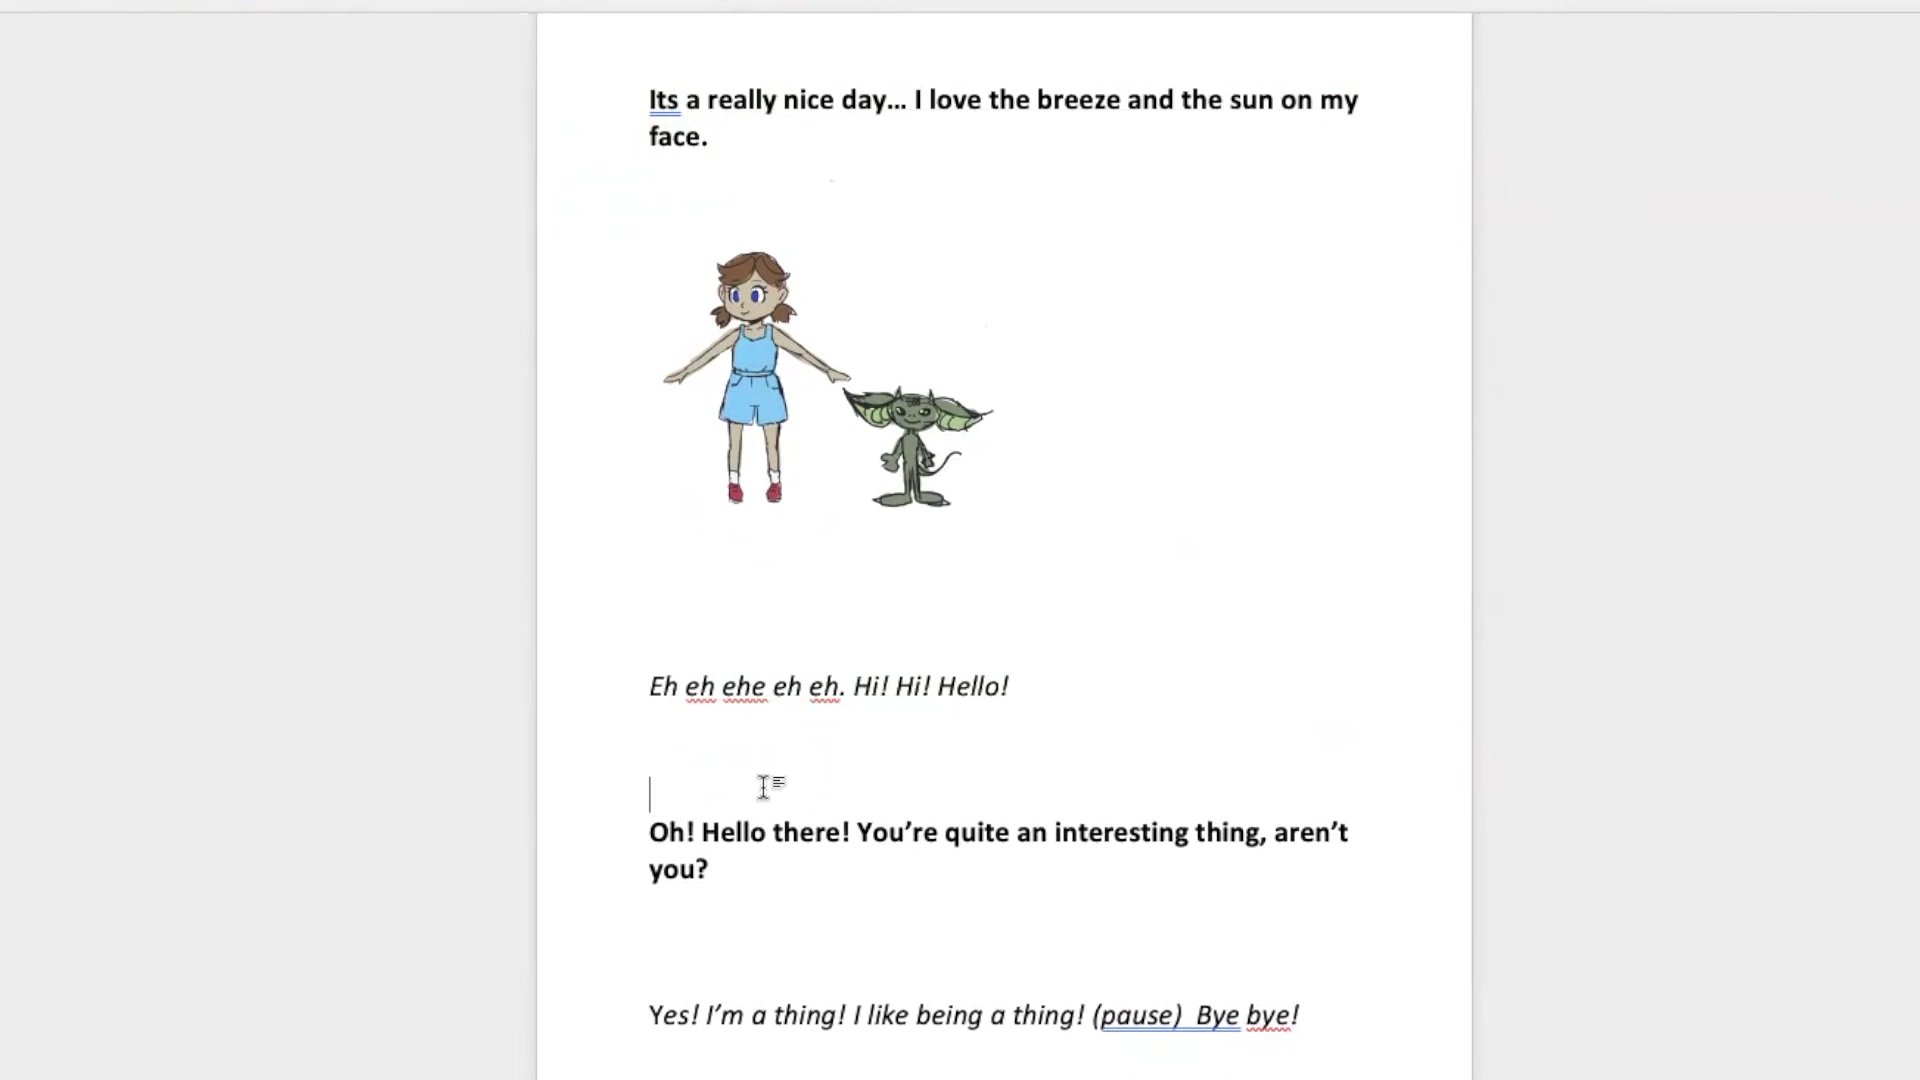 Its a really nice day... I love the breeze and the sun on my
face.
Eh eh ehe eh eh. Hi! Hi! Hello!
Oh! Hello there! You’re quite an interesting thing, aren’t
you?
Yes! I’m a thing! I like being a thing! (pause)  Bye bye!